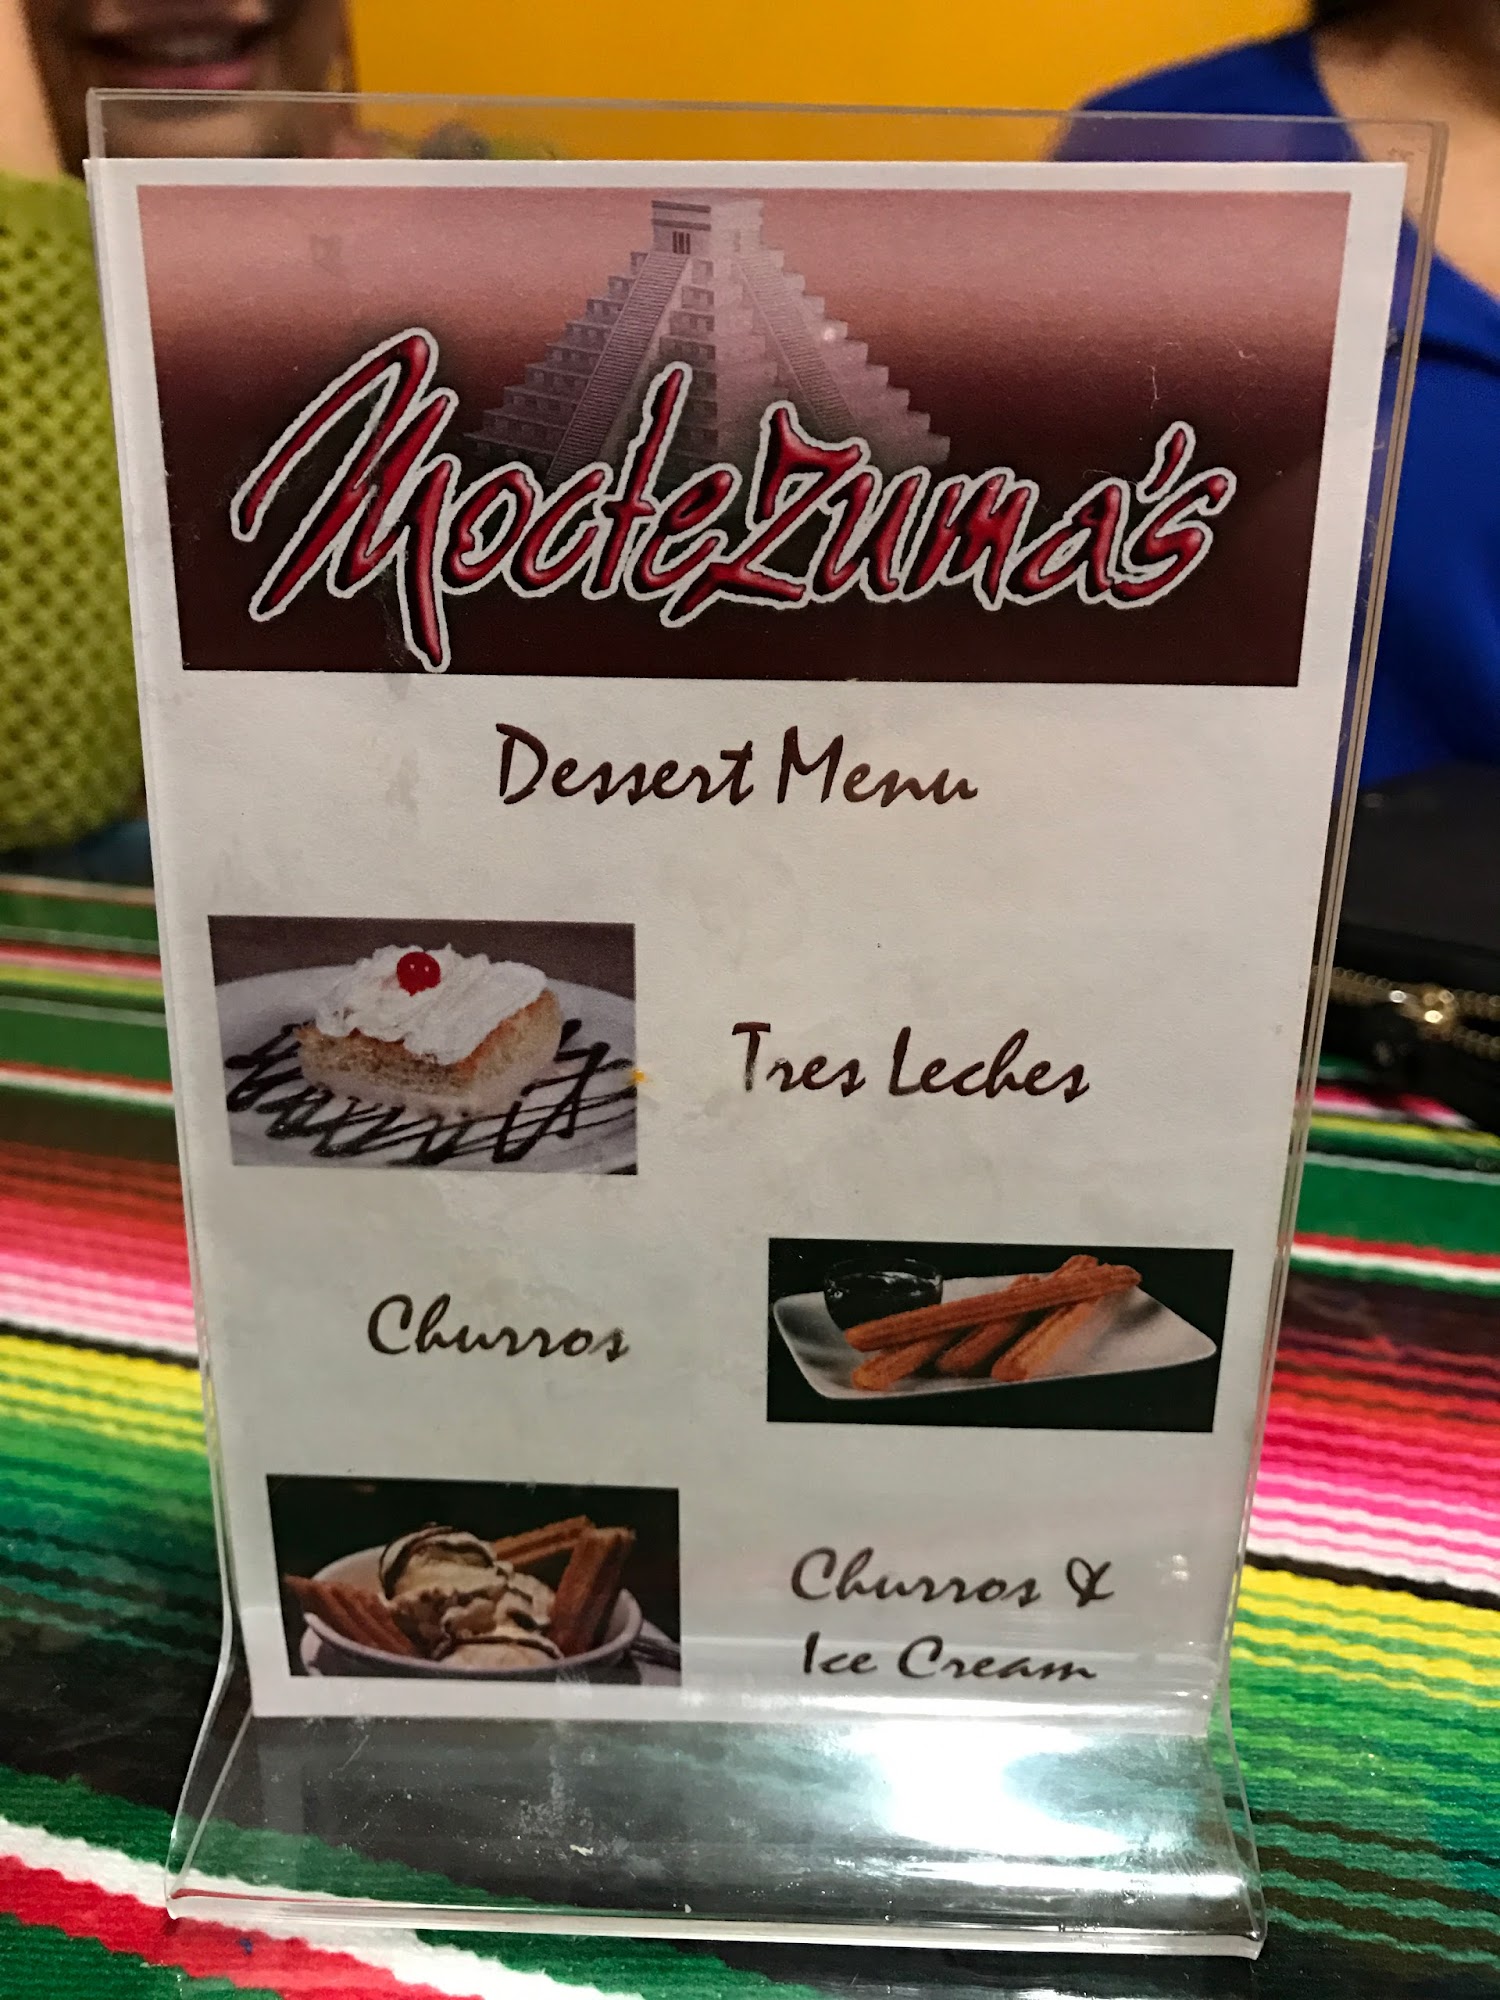 Moctezuma's
Dessert Menu
Tres Leches
Churros
Churros &
Ice Cream